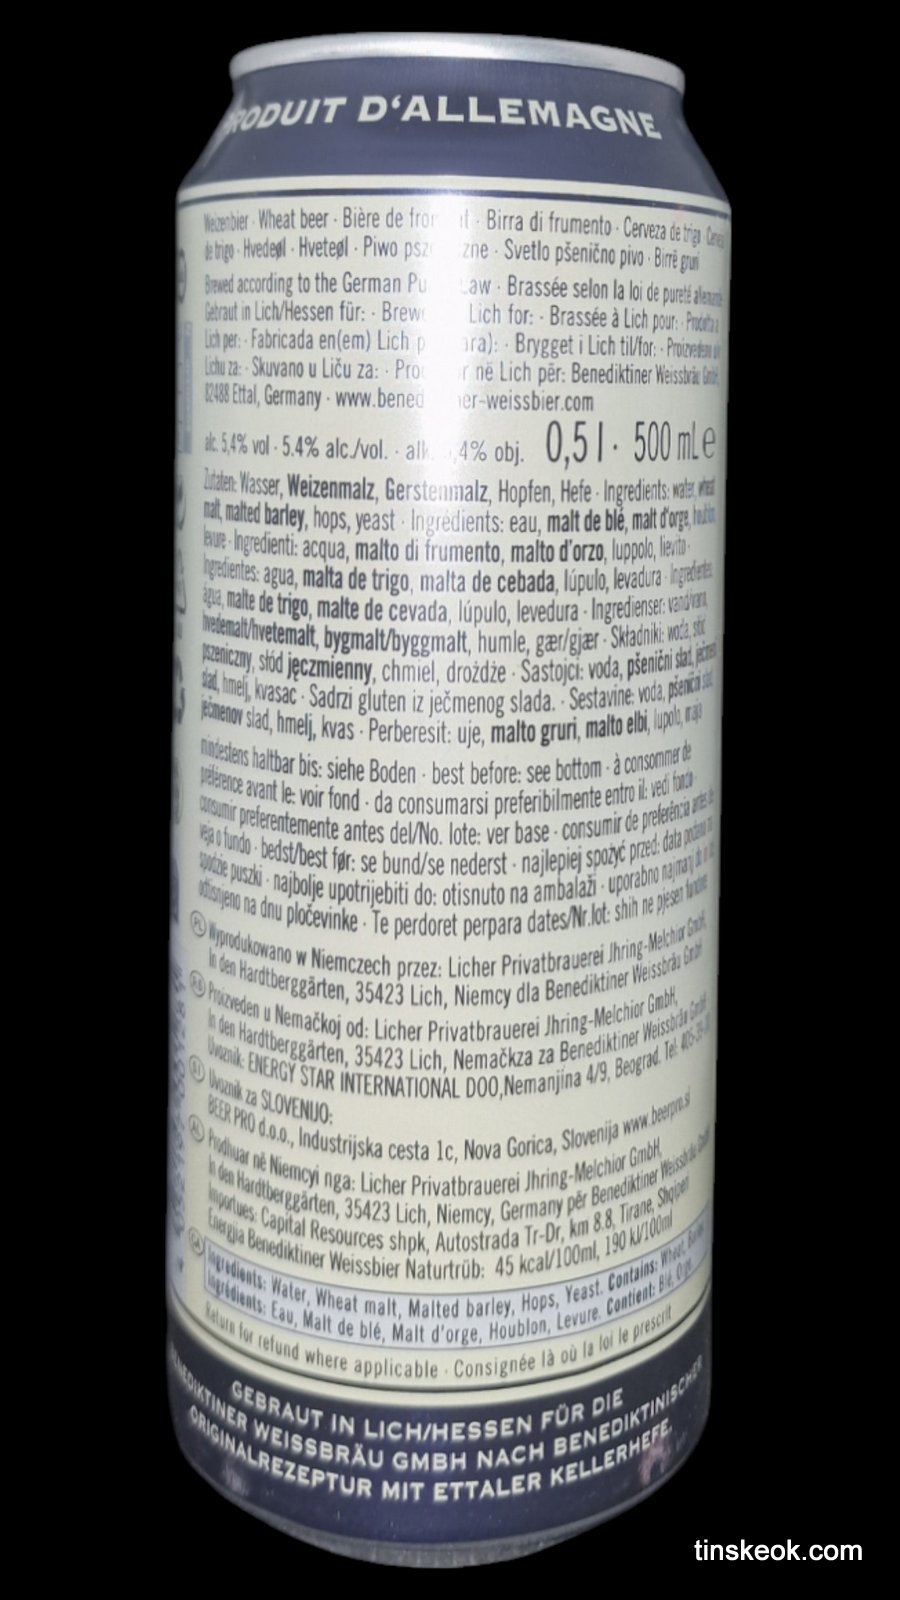 PRODUIT D‘ALLEMAGNE
Weizenbier · Wheat beer · Bière de · Birra di frumento · Cerveza de trigo ·
de trigo · Hvedeøl · Hveteøl · Piwo · Svetlo pšenično pivo · Birrë gruri
Brewed according to the German Law · Brassée selon la loi de pureté allemande
Gebraut in Lich/Hessen für: · Lich for: · Brassée à Lich pour: · Prodotta a
Lich per: · Fabricada en(em) Lich · Brygget i Lich til/for: · Proizvedeno u
Lichu za: · Skuvano u Liču za: · në Lich për: Benediktiner Weissbräu GmbH,
82488 Ettal, Germany ·
alc. 5,4% vol · 5.4% alc./vol. · obj. 0,5 l · 500 mL ℮
Zutaten: Wasser, Weizenmalz, Gerstenmalz, Hopfen, Hefe · Ingredients: water, wheat
malt, malted barley, hops, yeast · Ingrédients: eau, malt de blé, malt d'orge, houblon,
levure · Ingredienti: acqua, malto di frumento, malto d'orzo, luppolo, lievito ·
Ingredientes: agua, malta de trigo, malta de cebada, lúpulo, levadura · Ingredientes:
água, malte de trigo, malte de cevada, lúpulo, levedura · Ingredienser: vand/vann,
hvedemalt/hvetemalt, bygmalt/byggmalt, humle, gær/gjær · Składniki: woda, słód
pszeniczny, słód jęczmienny, chmiel, drożdże · Sastojci: voda, pšenični slad, ječmeni
slad, hmelj, kvasac · Sadrzi gluten iz ječmenog slada. · Sestavine: voda, pšenični slad,
ječmenov slad, hmelj, kvas · Perberesit: uje, malto gruri, malto elbi, lupolo, maja
mindestens haltbar bis: siehe Boden · best before: see bottom · à consommer de
préférence avant le: voir fond · da consumarsi preferibilmente entro il: vedi fondo ·
consumir preferentemente antes del/No. lote: ver base · consumir de preferência antes de:
veja o fundo · bedst/best før: se bund/se nederst · najlepiej spożyć przed: data podana na
spodzie puszki · najbolje upotrijebiti do: otisnuto na ambalaži · uporabno najmanj do:
odtisnjeno na dnu pločevinke · Te perdoret perpara dates/Nr.lot: shih ne pjesen fundore
PL Wyprodukowano w Niemczech przez: Licher Privatbrauerei Jhring-Melchior GmbH,
In den Hardtberggärten, 35423 Lich, Niemcy dla Benediktiner Weissbräu GmbH
Proizveden u Nemačkoj od: Licher Privatbrauerei Jhring-Melchior GmbH,
In den Hardtberggärten, 35423 Lich, Nemačkza za Benediktiner Weissbräu GmbH
Uvoznik: ENERGY STAR INTERNATIONAL DOO,Nemanjina 4/9, Beograd. Tel:
Uvoznik za SLOVENIJO:
BEER PRO d.o.o., Industrijska cesta 1c, Nova Gorica, Slovenija www.beerpro.si
AL Prodhuar në Niemcyi nga: Licher Privatbrauerei Jhring-Melchior GmbH,
In den Hardtberggärten, 35423 Lich, Niemcy, Germany për Benediktiner Weissbräu GmbH
Importues: Capital Resources shpk, Autostrada Tr-Dr, km 8.8, Tirane, Shqiperi
Energjia Benediktiner Weissbier Naturtrüb: 45 kcal/100ml, 190 kJ/100ml
CA Ingredients: Water, Wheat malt, Malted barley, Hops, Yeast. Contains: Wheat, Barley.
Ingrédients: Eau, Malt de blé, Malt d'orge, Houblon, Levure. Contient: Blé, Orge.
Return for refund where applicable · Consignée là où la loi le prescrit
GEBRAUT IN LICH/HESSEN FÜR DIE
BENEDIKTINER WEISSBRÄU GMBH NACH BENEDIKTINISCHER
ORIGINALREZEPTUR MIT ETTALER KELLERHEFE.
tinskeok.com